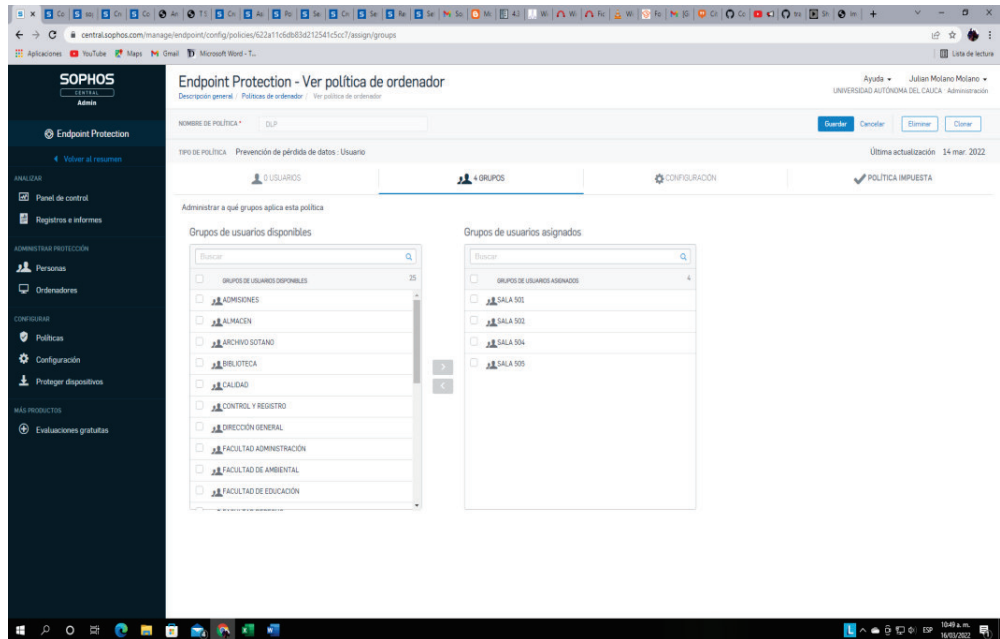 central.sophos.com/manage/endpoint/config/policies/622a11c6db83d212541c5cc7/assign/groups
Aplicaciones YouTube Maps Gmail Microsoft Word - T...
Lista de lectura
SOPHOS
CENTRAL
Admin
Endpoint Protection - Ver política de ordenador
Descripción general / Políticas de ordenador / Ver política de ordenador
Ayuda Julian Molano Molano
UNIVERSIDAD AUTÓNOMA DEL CAUCA · Administración
Endpoint Protection
Volver al resumen
ANALIZAR
Panel de control
Registros e informes
ADMINISTRAR PROTECCIÓN
Personas
Ordenadores
CONFIGURAR
Políticas
Configuración
Proteger dispositivos
MÁS PRODUCTOS
Evaluaciones gratuitas
NOMBRE DE POLÍTICA * DLP
Guardar Cancelar Eliminar Clonar
TIPO DE POLÍTICA Prevención de pérdida de datos : Usuario
Última actualización 14 mar. 2022
0 USUARIOS 4 GRUPOS CONFIGURACIÓN POLÍTICA IMPUESTA
Administrar a qué grupos aplica esta política
Grupos de usuarios disponibles
Buscar
GRUPOS DE USUARIOS DISPONIBLES 25
ADMISIONES
ALMACEN
ARCHIVO SOTANO
BIBLIOTECA
CALIDAD
CONTROL Y REGISTRO
DIRECCIÓN GENERAL
FACULTAD ADMINISTRACIÓN
FACULTAD DE AMBIENTAL
FACULTAD DE EDUCACIÓN
Grupos de usuarios asignados
Buscar
GRUPOS DE USUARIOS ASIGNADOS 4
SALA 501
SALA 502
SALA 504
SALA 505
ESP
10:49 a. m.
16/03/2022